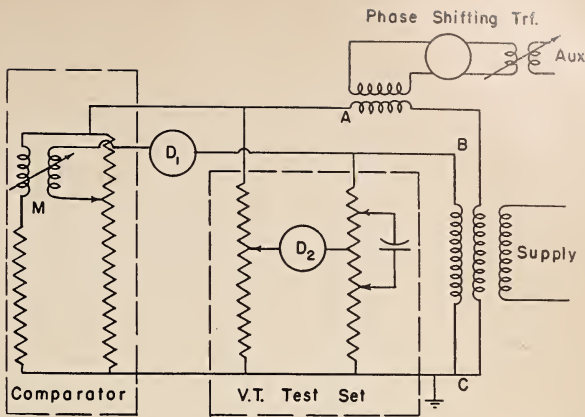 Phase Shifting Trf.
Aux
A
B
D1
M
D2
Supply
C
Comparator
V.T. Test Set